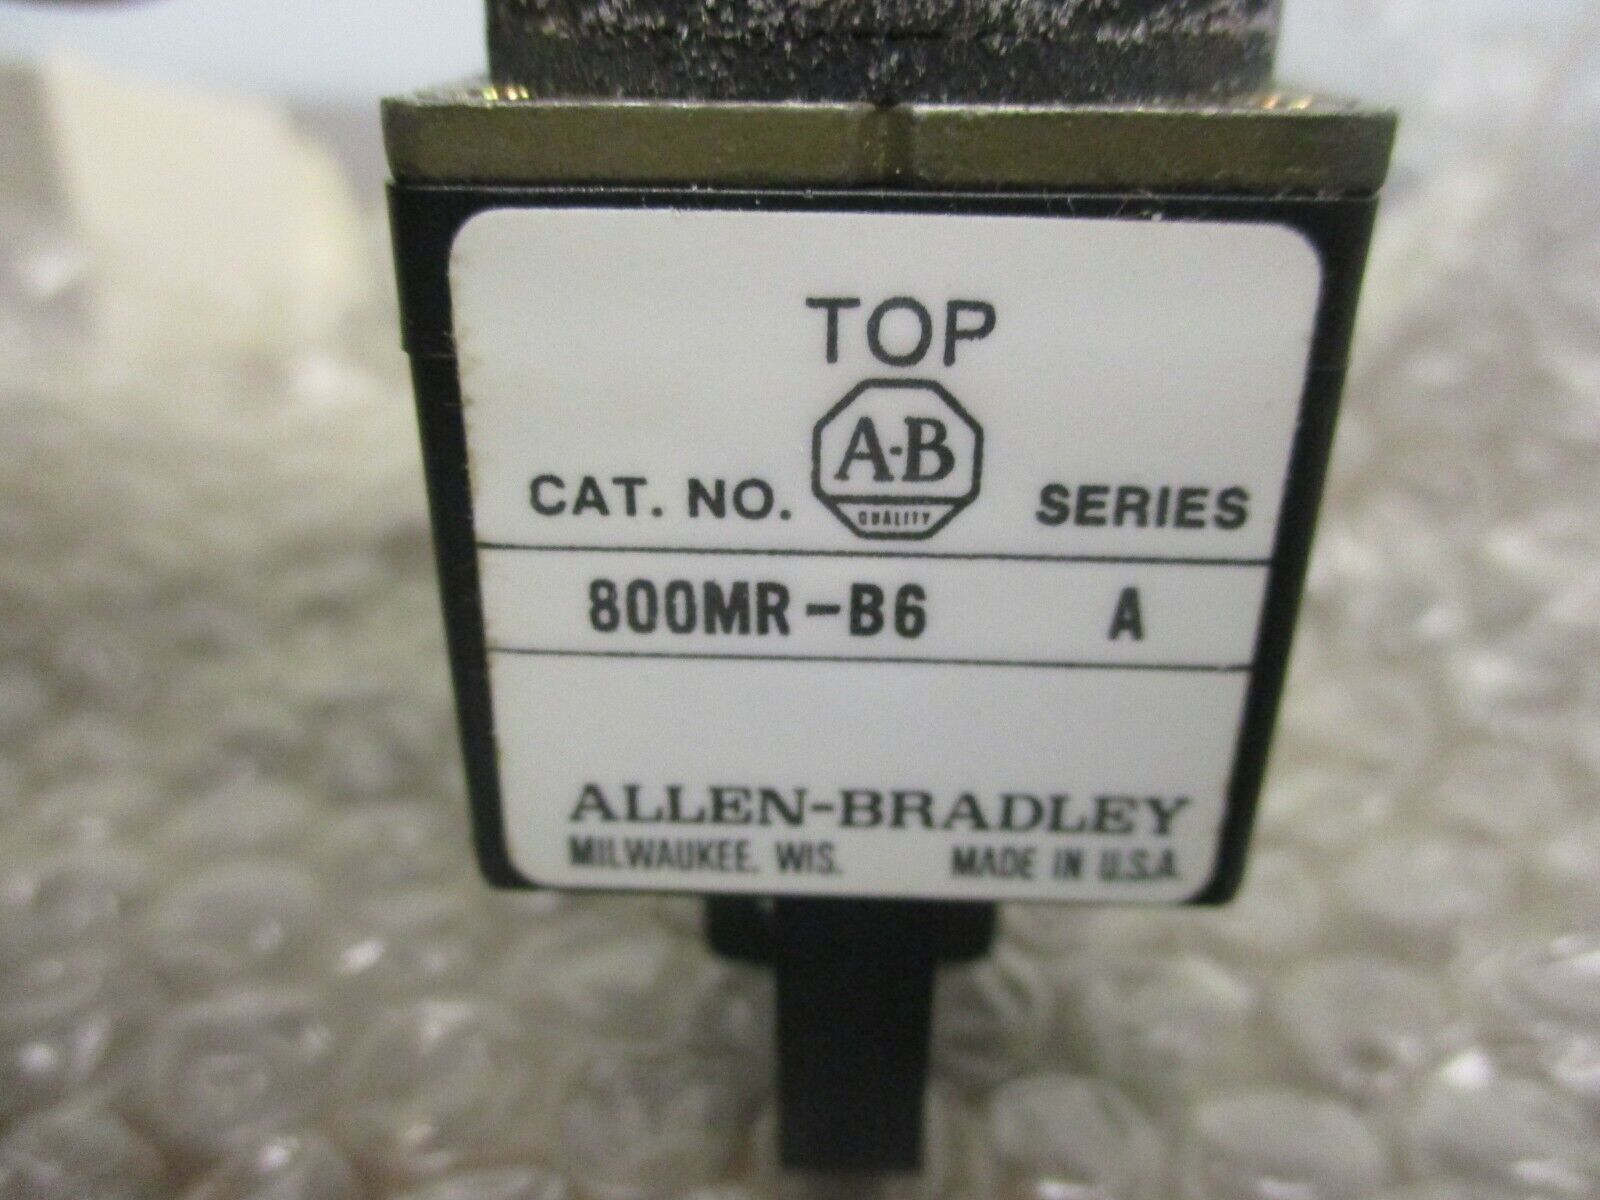 TOP
A-B
QUALITY
CAT. NO. SERIES
800MR-B6 A
ALLEN-BRADLEY
MILWAUKEE, WIS. MADE IN U.S.A.